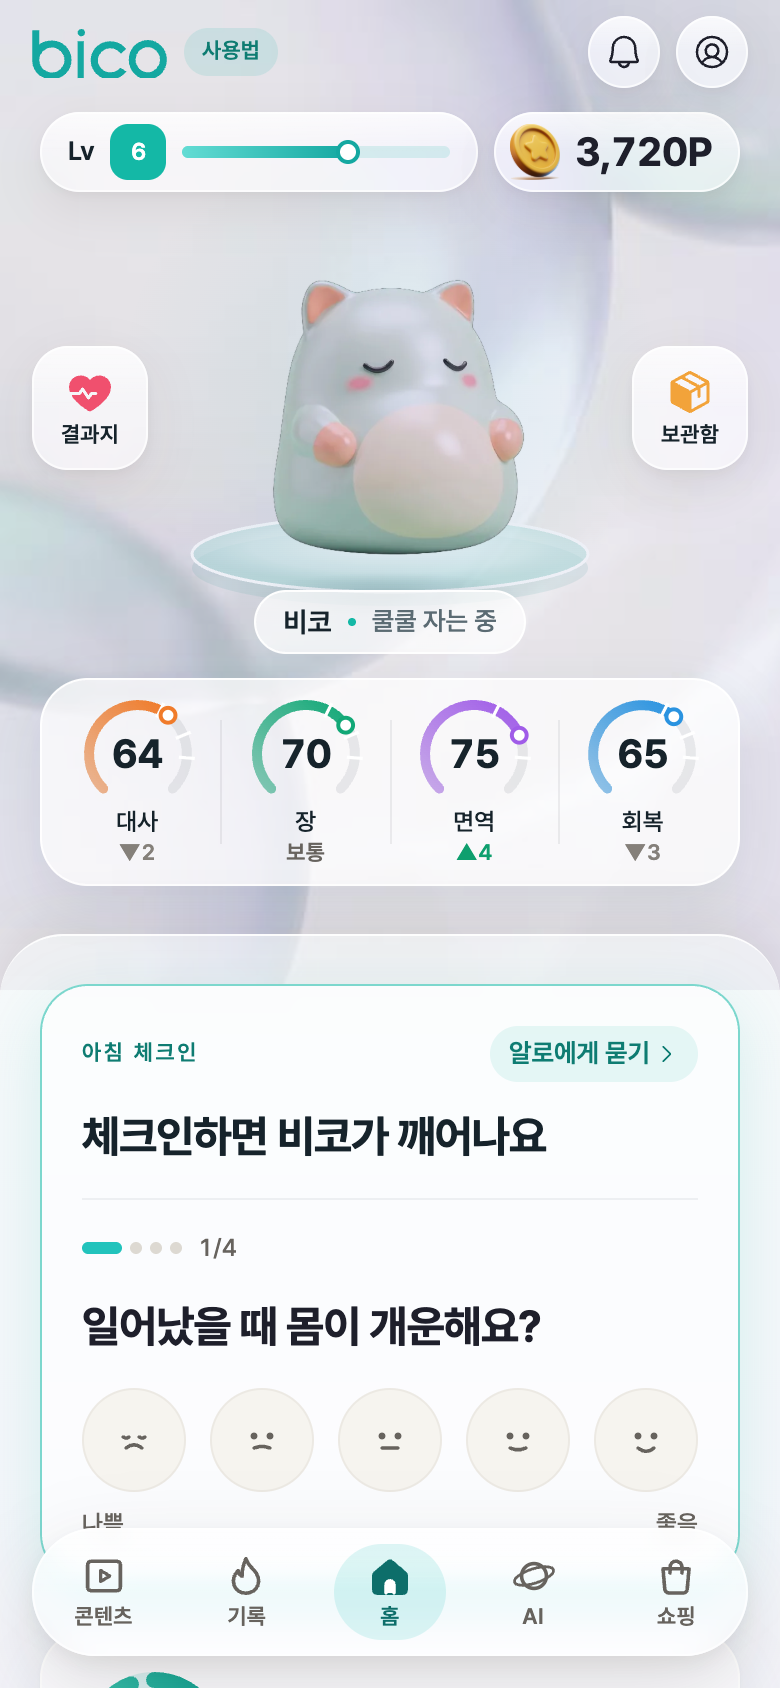 bico 사용법
Lv 6 3,720P
결과지
보관함
비코 • 쿨쿨 자는 중
64 70 75 65
대사 장 면역 회복
▼2 보통 ▲4 ▼3
아침 체크인 알로에게 묻기 >
체크인하면 비코가 깨어나요
1/4
일어났을 때 몸이 개운해요?
나쁨 좋음
콘텐츠 기록 홈 AI 쇼핑